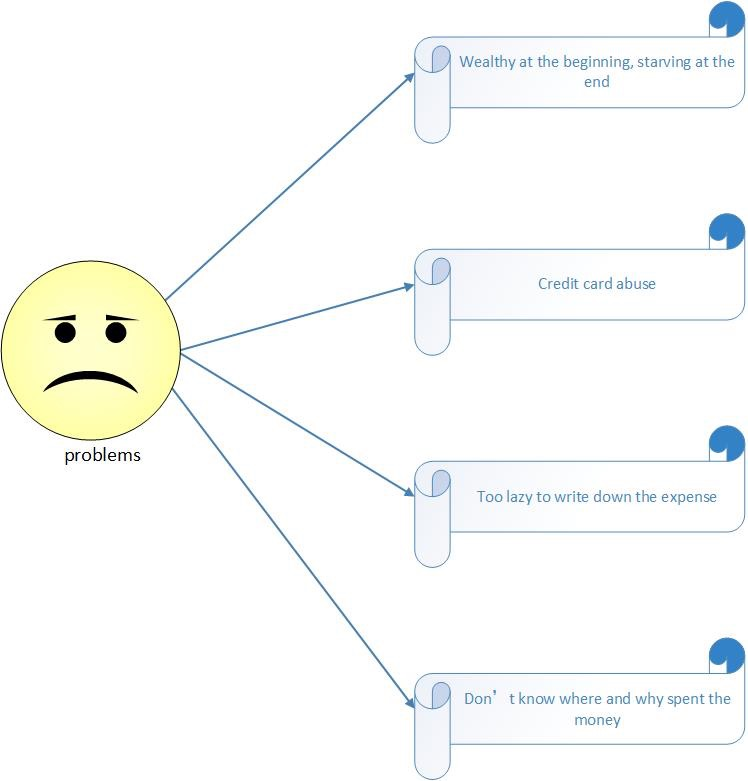 Wealthy at the beginning, starving at the
end
Credit card abuse
problems
Too lazy to write down the expense
Don’t know where and why spent the
money